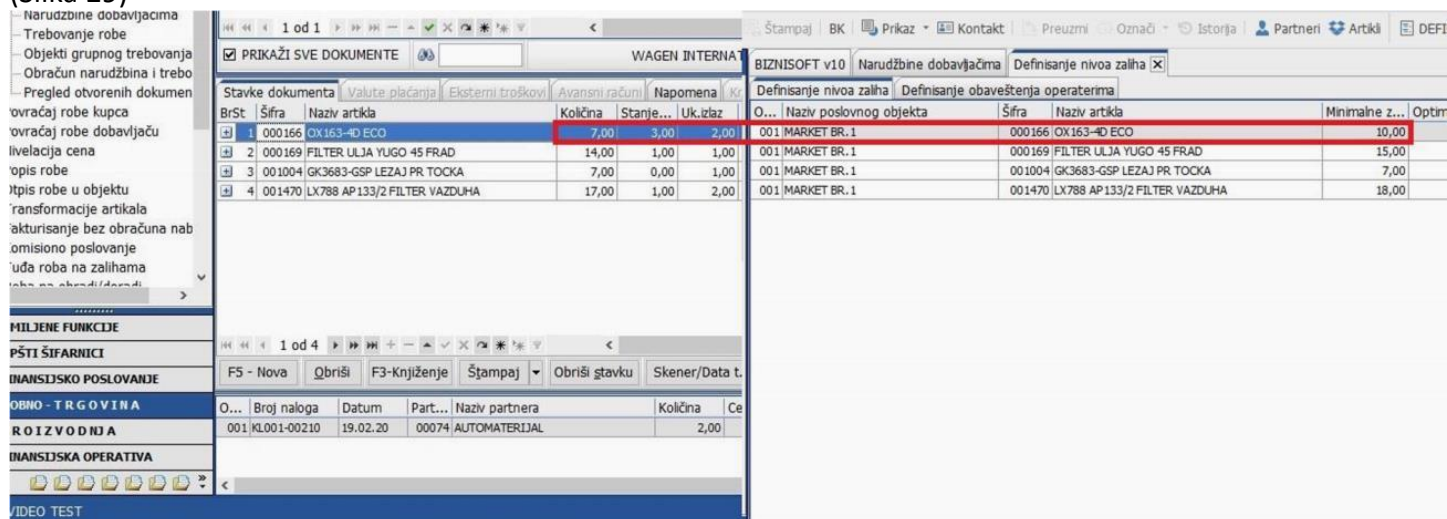 (Slika 29)
Narudžbine dobavljačima
Trebovanje robe
Objekti grupnog trebovanja
Obračun narudžbina i trebo
Pregled otvorenih dokumen
ovraćaj robe kupca
ovraćaj robe dobavljaču
ivelacija cena
opis robe
tpis robe u objektu
ransformacije artikala
akturisanje bez obračuna nab
omisiono poslovanje
uđa roba na zalihama
MILJENE FUNKCIJE
PŠTI ŠIFARNICI
INANSIJSKO POSLOVANJE
OBNO - T R G O V I N A
R O I Z V O D NJ A
INANSIJSKA OPERATIVA
VIDEO TEST
1 od 1
PRIKAŽI SVE DOKUMENTE WAGEN INTERNAT
Stavke dokumenta Valute plaćanja Eksterni troškovi Avansni računi Napomena Kr
BrSt Šifra Naziv artikla Količina Stanje... Uk.izlaz
1 000166 OX163-4D ECO 7,00 3,00 2,00
2 000169 FILTER ULJA YUGO 45 FRAD 14,00 1,00 1,00
3 001004 GK3683-GSP LEZAJ PR TOCKA 7,00 0,00 1,00
4 001470 LX788 AP133/2 FILTER VAZDUHA 17,00 1,00 2,00
1 od 4
F5 - Nova Obriši F3-Knjiženje Štampaj Obriši stavku Skener/Data t.
O... Broj naloga Datum Part... Naziv partnera Količina Ce
001 KL001-00210 19.02.20 00074 AUTOMATERIJAL 2,00
Štampaj BK Prikaz Kontakt Preuzmi Označi Istorija Partneri Artikli DEFI
BIZNISOFT v10 Narudžbine dobavljačima Definisanje nivoa zaliha
Definisanje nivoa zaliha Definisanje obaveštenja operaterima
O... Naziv poslovnog objekta Šifra Naziv artikla Minimalne z... Optim
001 MARKET BR.1 000166 OX163-4D ECO 10,00
001 MARKET BR.1 000169 FILTER ULJA YUGO 45 FRAD 15,00
001 MARKET BR.1 001004 GK3683-GSP LEZAJ PR TOCKA 7,00
001 MARKET BR.1 001470 LX788 AP133/2 FILTER VAZDUHA 18,00